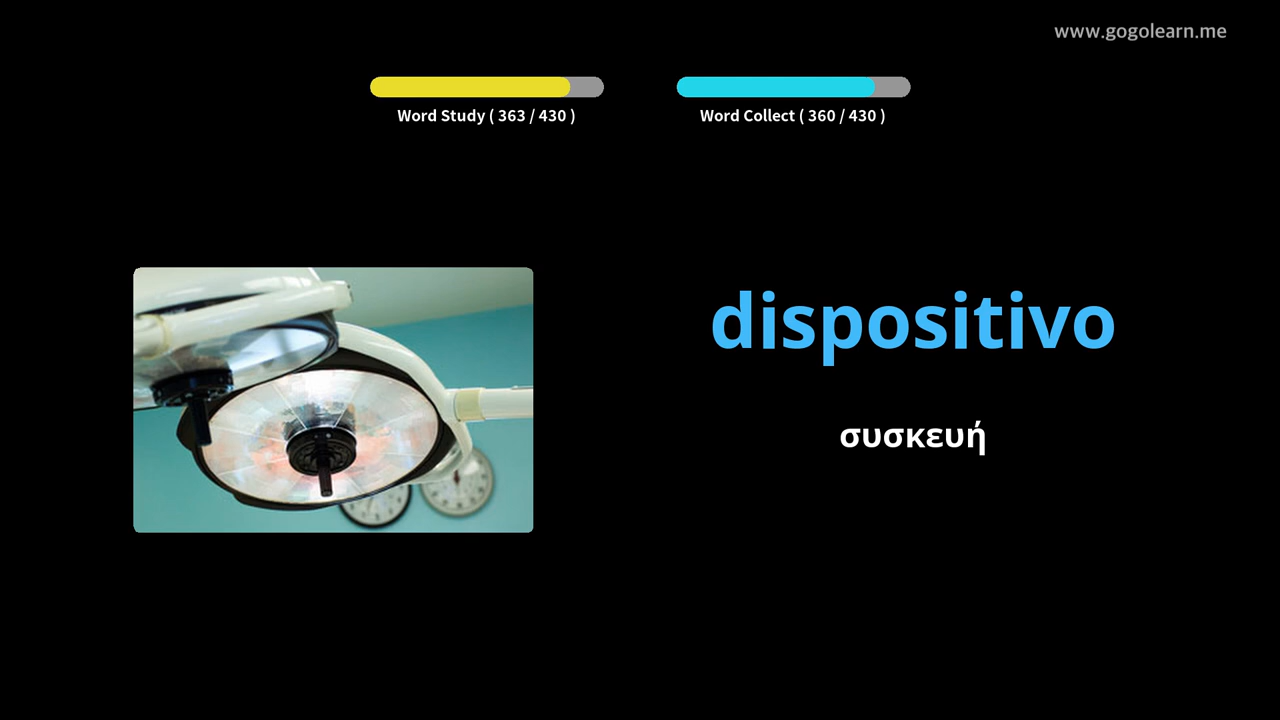 www.gogolearn.me
Word Study ( 363 / 430 )
Word Collect ( 360 / 430 )
dispositivo
συσκευή